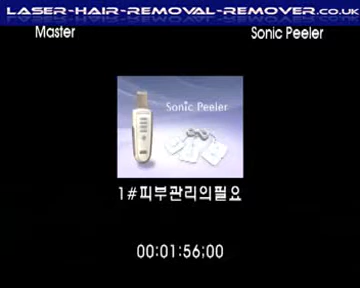 LASER-HAIR-REMOVAL-REMOVER.CO.UK
Master Sonic Peeler
Sonic Peeler
1#피부관리의필요
00:01:56;00